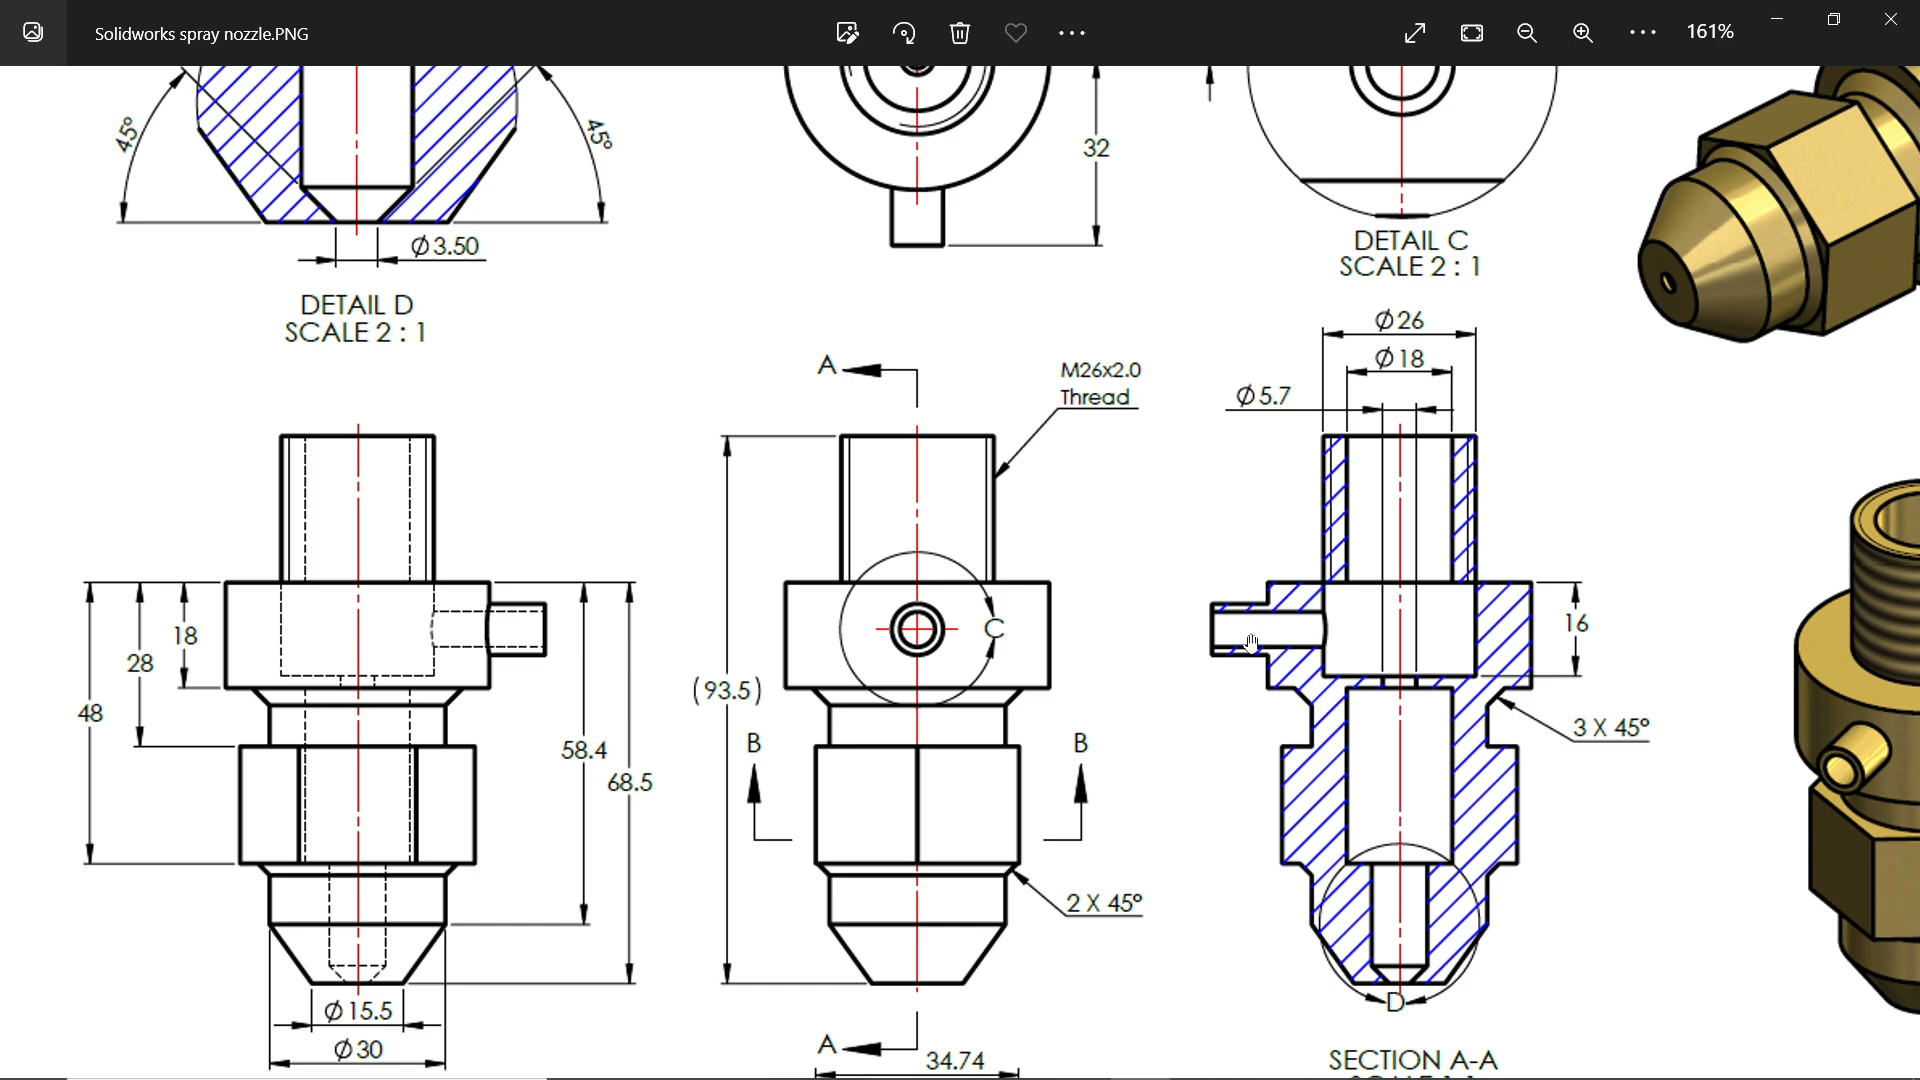 Solidworks spray nozzle.PNG
161%
45°
45°
Ø3.50
DETAIL D
SCALE 2 : 1
32
DETAIL C
SCALE 2 : 1
Ø26
Ø18
Ø5.7
A
M26x2.0
Thread
18
28
48
58.4
68.5
Ø15.5
Ø30
(93.5)
C
B
B
2 X 45°
A
34.74
16
3 X 45°
D
SECTION A-A